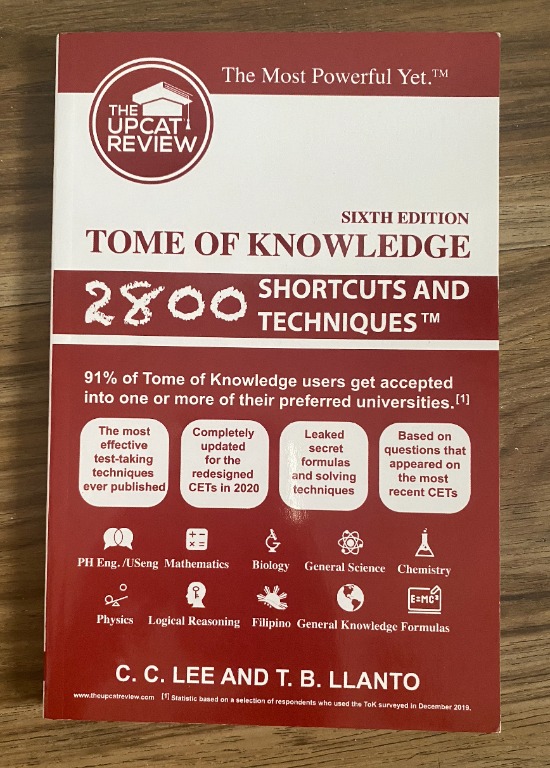 The Most Powerful Yet.™
THE
UPCAT
REVIEW
SIXTH EDITION
TOME OF KNOWLEDGE
2800 SHORTCUTS AND
TECHNIQUES™
91% of Tome of Knowledge users get accepted
into one or more of their preferred universities.[1]
The most
effective
test-taking
techniques
ever published
Completely
updated
for the
redesigned
CETs in 2020
Leaked
secret
formulas
and solving
techniques
Based on
questions that
appeared on
the most
recent CETs
PH Eng. /USeng Mathematics Biology General Science Chemistry
E=MC²
Physics Logical Reasoning Filipino General Knowledge Formulas
C. C. LEE AND T. B. LLANTO
www.theupcatreview.com [1] Statistic based on a selection of respondents who used the ToK surveyed in December 2019.